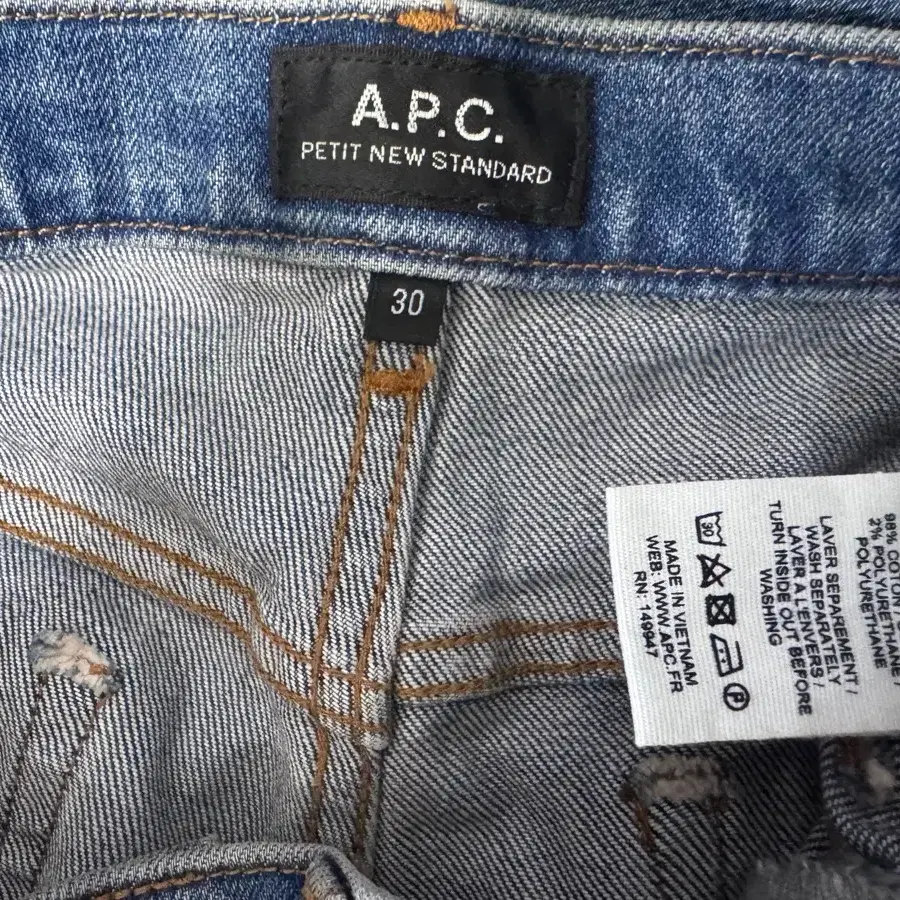 A.P.C.
PETIT NEW STANDARD
30
98% COTON
2% POLYURETHANE /
POLYURETHANE
LAVER SEPAREMENT /
WASH SEPARATELY
LAVER A L'ENVERS /
TURN INSIDE OUT BEFORE
WASHING
30
P
MADE IN VIETNAM
WEB: WWW.APC.FR
RN: 149947